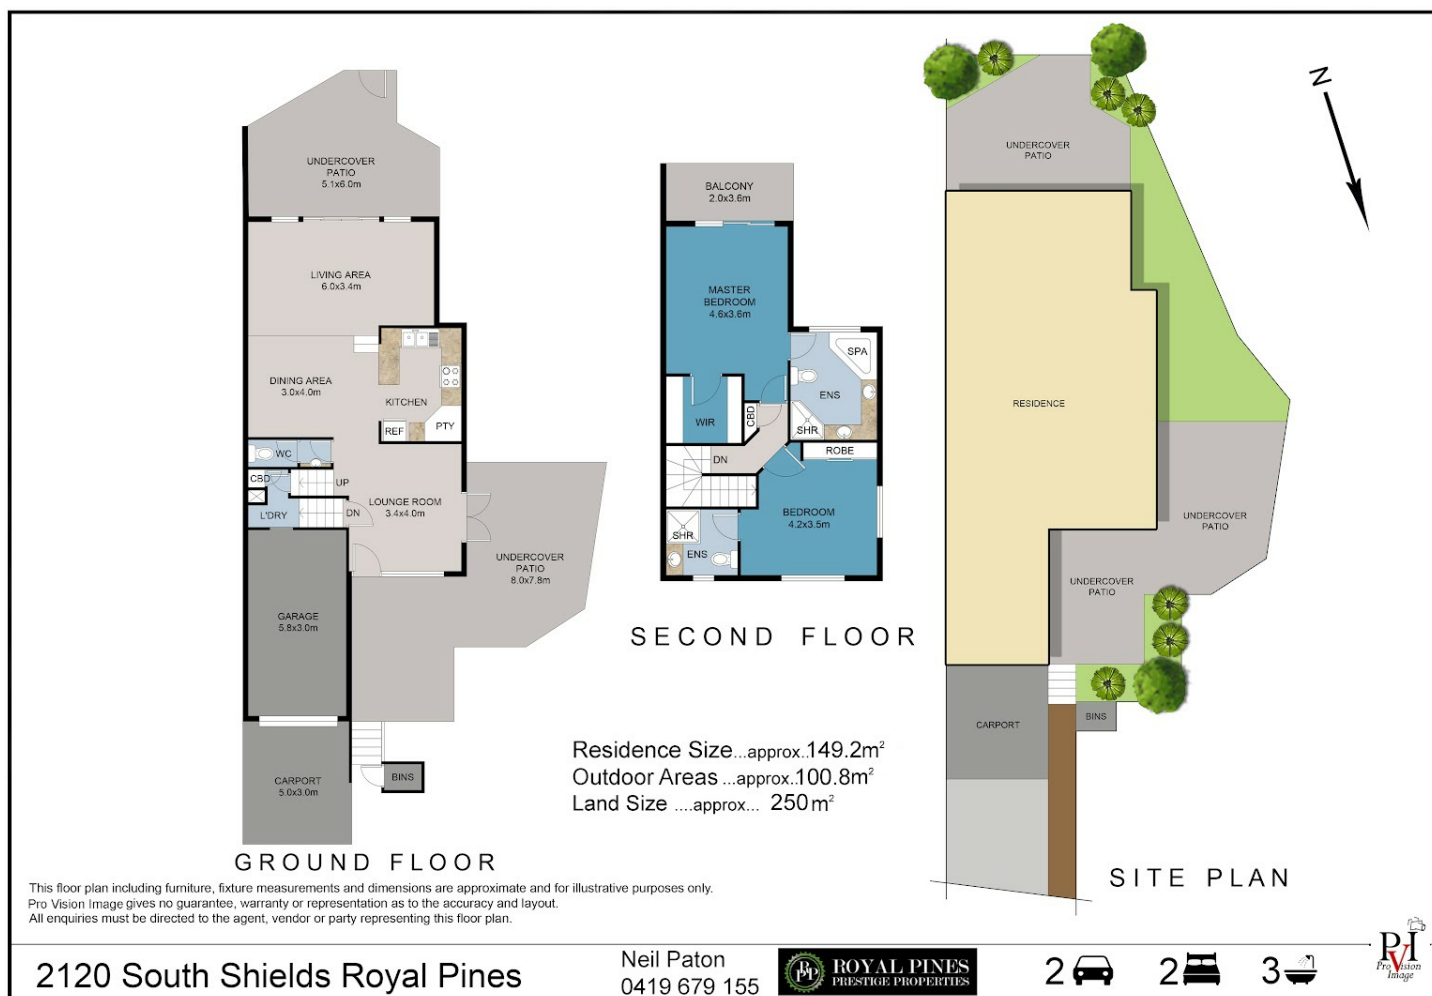 UNDERCOVER
PATIO
5.1x6.0m
LIVING AREA
6.0x3.4m
DINING AREA
3.0x4.0m
KITCHEN
REF
PTY
WC
CBD
UP
L'DRY
DN
LOUNGE ROOM
3.4x4.0m
UNDERCOVER
PATIO
8.0x7.8m
GARAGE
5.8x3.0m
CARPORT
5.0x3.0m
BINS
GROUND FLOOR
BALCONY
2.0x3.6m
MASTER
BEDROOM
4.6x3.6m
SPA
ENS
WIR
CBD
SHR
DN
ROBE
BEDROOM
4.2x3.5m
SHR
ENS
SECOND FLOOR
Residence Size...approx..149.2m²
Outdoor Areas ...approx.100.8m²
Land Size ....approx... 250m²
N
UNDERCOVER
PATIO
RESIDENCE
UNDERCOVER
PATIO
UNDERCOVER
PATIO
CARPORT
BINS
SITE PLAN
This floor plan including furniture, fixture measurements and dimensions are approximate and for illustrative purposes only.
Pro Vision Image gives no guarantee, warranty or representation as to the accuracy and layout.
All enquiries must be directed to the agent, vendor or party representing this floor plan.
2120 South Shields Royal Pines
Neil Paton
0419 679 155
RPP
ROYAL PINES
PRESTIGE PROPERTIES
2
2
3
PVI
Pro Vision
Image